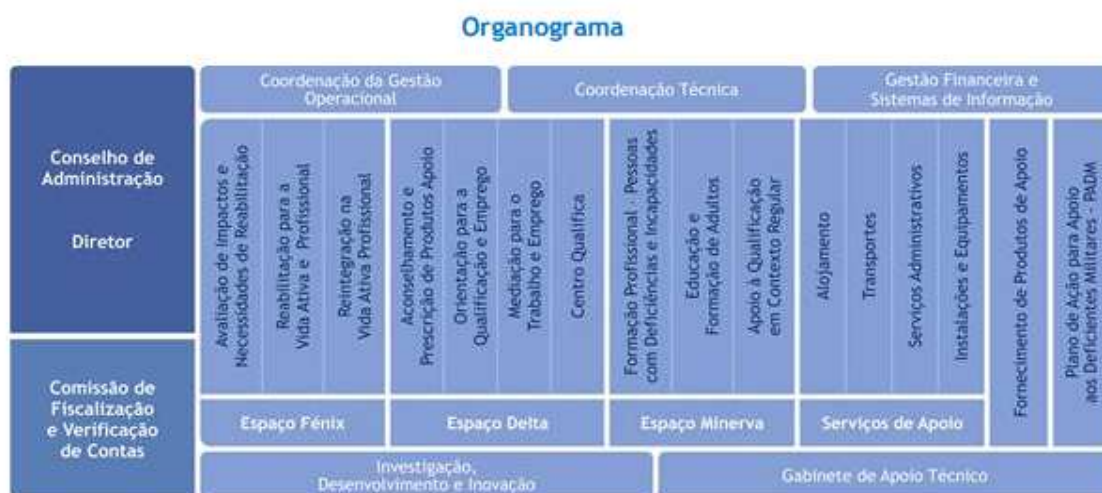 Organograma
Conselho de
Administração
Diretor
Comissão de
Fiscalização
e Verificação
de Contas
Coordenação da Gestão
Operacional
Coordenação Técnica
Gestão Financeira e
Sistemas de Informação
Avaliação de Impactos e
Necessidades de Reabilitação
Reabilitação para a
Vida Ativa e Profissional
Reintegração na
Vida Ativa Profissional
Aconselhamento e
Prescrição de Produtos Apoio
Orientação para a
Qualificação e Emprego
Mediação para o
Trabalho e Emprego
Centro Qualifica
Formação Profissional - Pessoas
com Deficiências e Incapacidades
Educação e
Formação de Adultos
Apoio à Qualificação
em Contexto Regular
Alojamento
Transportes
Serviços Administrativos
Instalações e Equipamentos
Fornecimento de Produtos de Apoio
Plano de Ação para Apoio
aos Deficientes Militares - PADM
Espaço Fénix
Espaço Delta
Espaço Minerva
Serviços de Apoio
Investigação,
Desenvolvimento e Inovação
Gabinete de Apoio Técnico